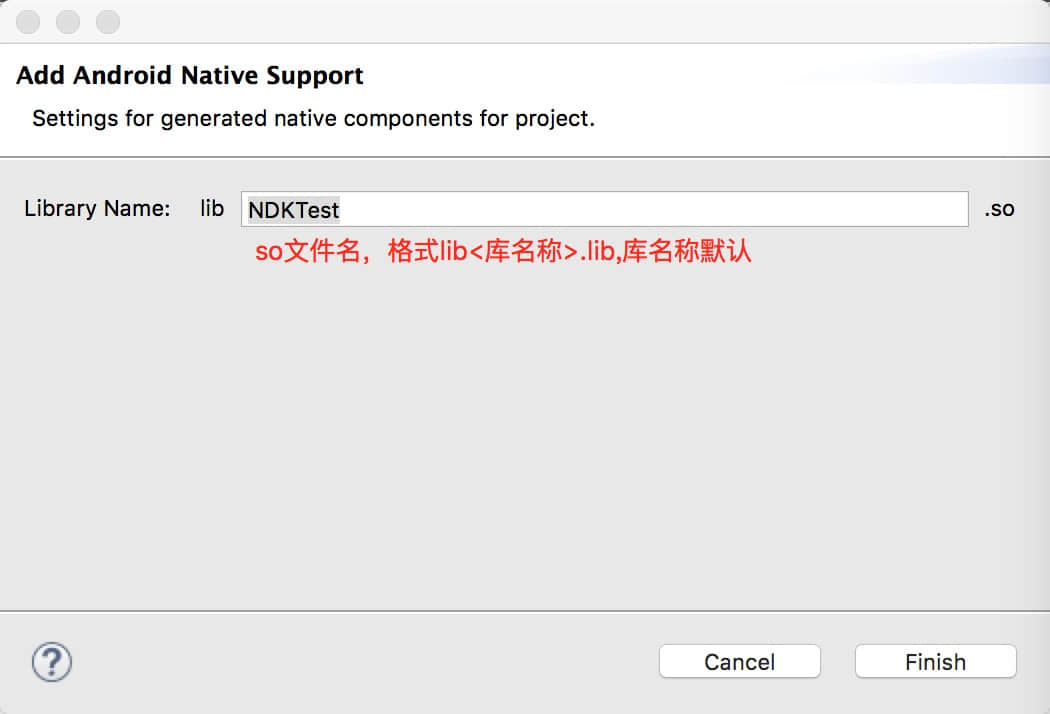 Add Android Native Support
Settings for generated native components for project.
Library Name: lib NDKTest .so
so文件名，格式lib<库名称>.lib,库名称默认
?
Cancel Finish